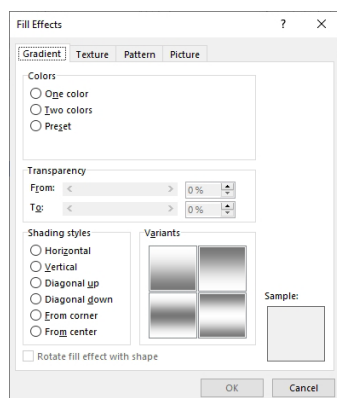 Fill Effects ? ×
Gradient Texture Pattern Picture
Colors
One color
Two colors
Preset
Transparency
From: < > 0 %
To: < > 0 %
Shading styles
Horizontal
Vertical
Diagonal up
Diagonal down
From corner
From center
Variants
Sample:
Rotate fill effect with shape
OK Cancel